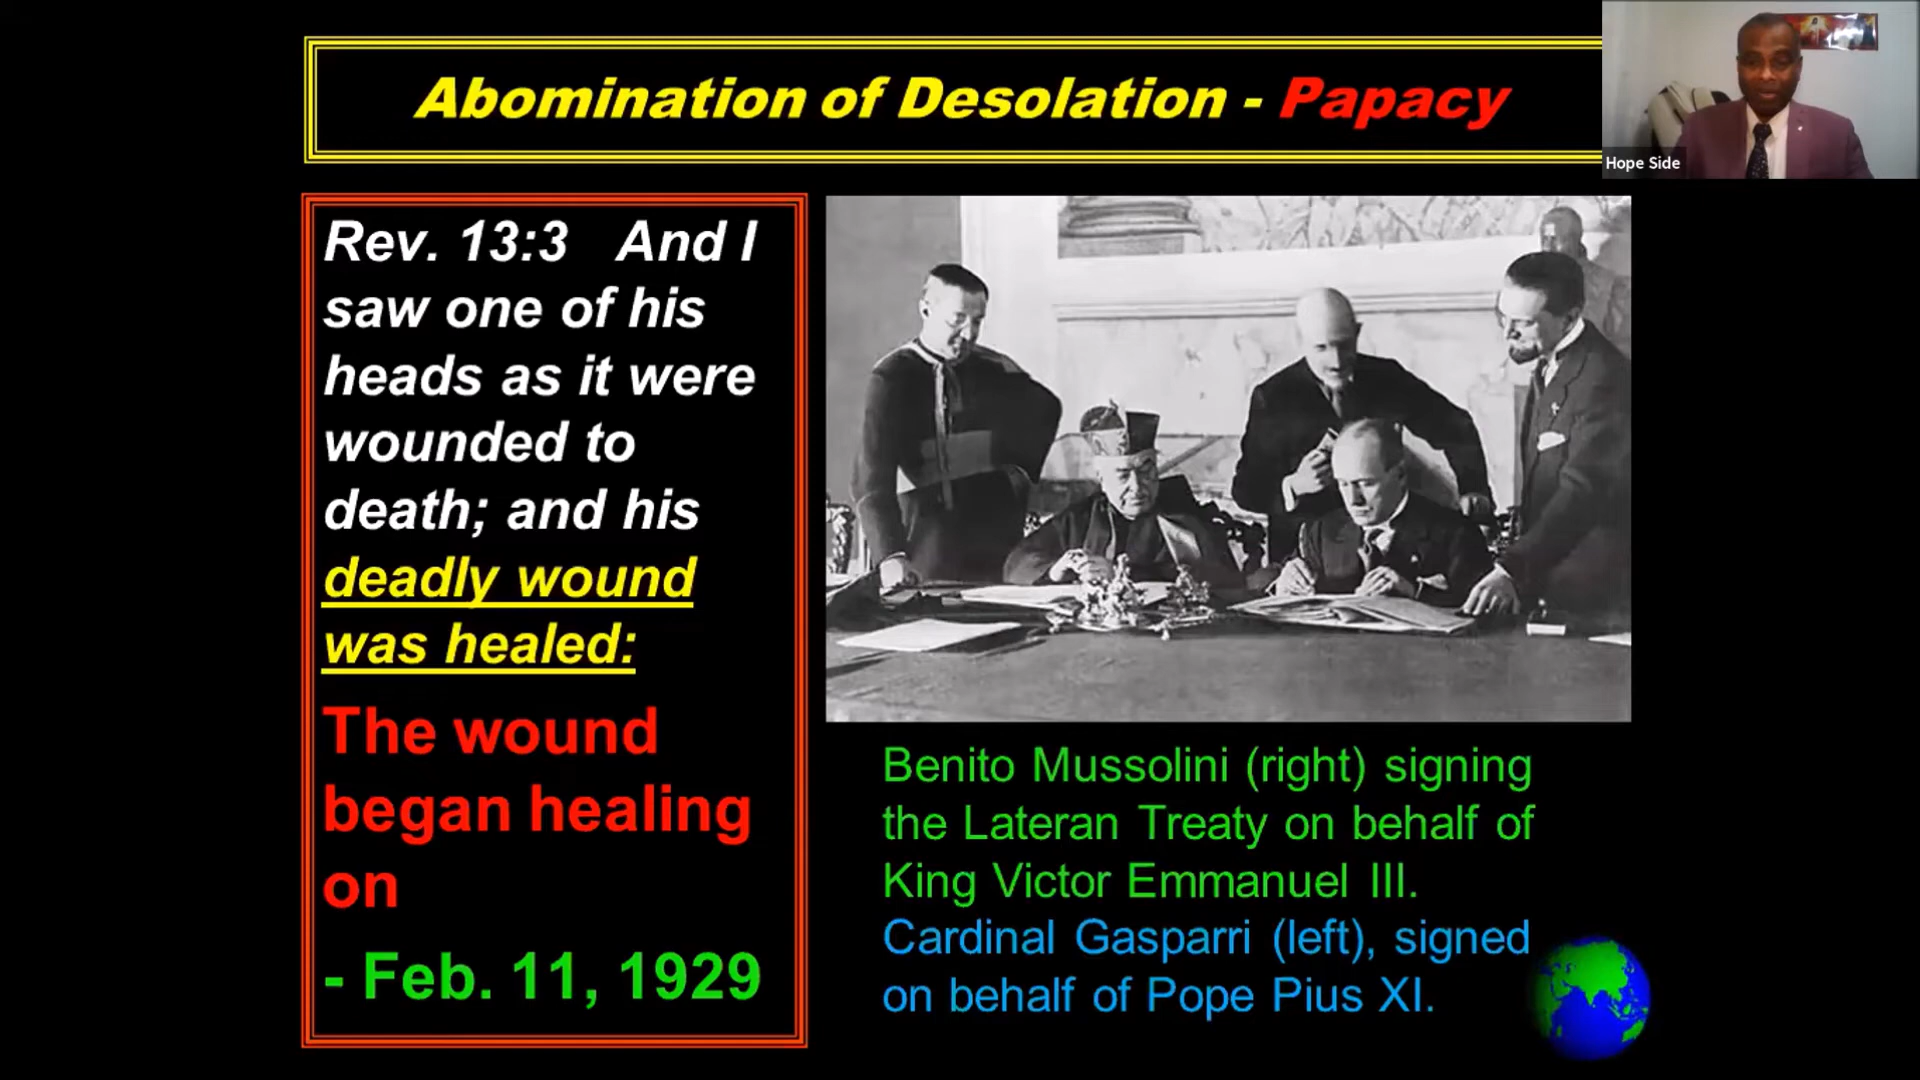 Abomination of Desolation - Papacy
Hope Side
Rev. 13:3 And I
saw one of his
heads as it were
wounded to
death; and his
deadly wound
was healed:
The wound
began healing
on
- Feb. 11, 1929
Benito Mussolini (right) signing
the Lateran Treaty on behalf of
King Victor Emmanuel III.
Cardinal Gasparri (left), signed
on behalf of Pope Pius XI.